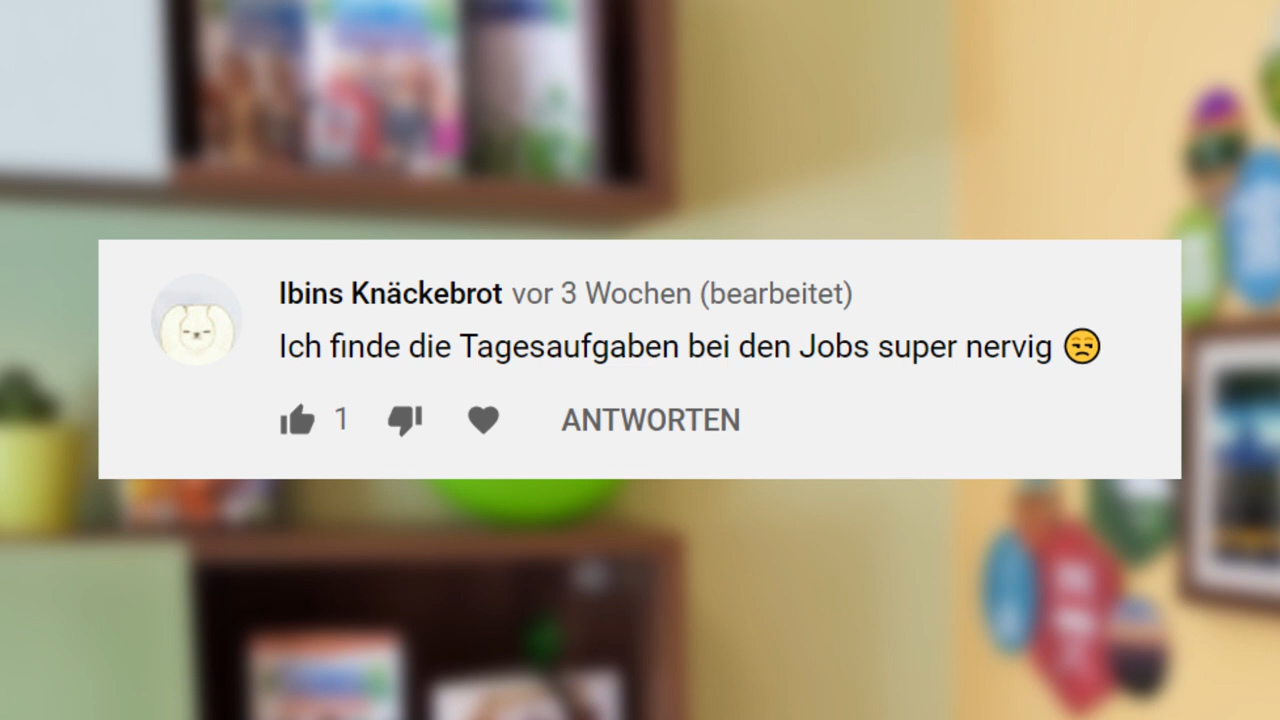 Ibins Knäckebrot vor 3 Wochen (bearbeitet)
Ich finde die Tagesaufgaben bei den Jobs super nervig 😒
1 ANTWORTEN